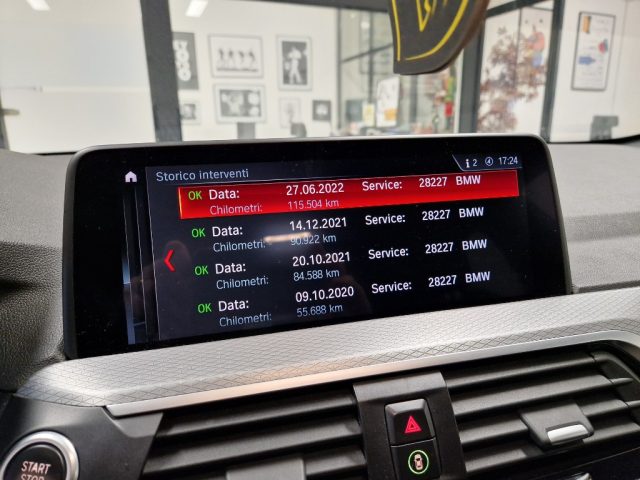 Storico interventi
i 2 17:24
OK Data: 27.06.2022 Service: 28227 BMW
Chilometri: 115.504 km
OK Data: 14.12.2021 Service: 28227 BMW
Chilometri: 90.922 km
OK Data: 20.10.2021 Service: 28227 BMW
Chilometri: 84.588 km
OK Data: 09.10.2020 Service: 28227 BMW
Chilometri: 55.688 km
START
STOP